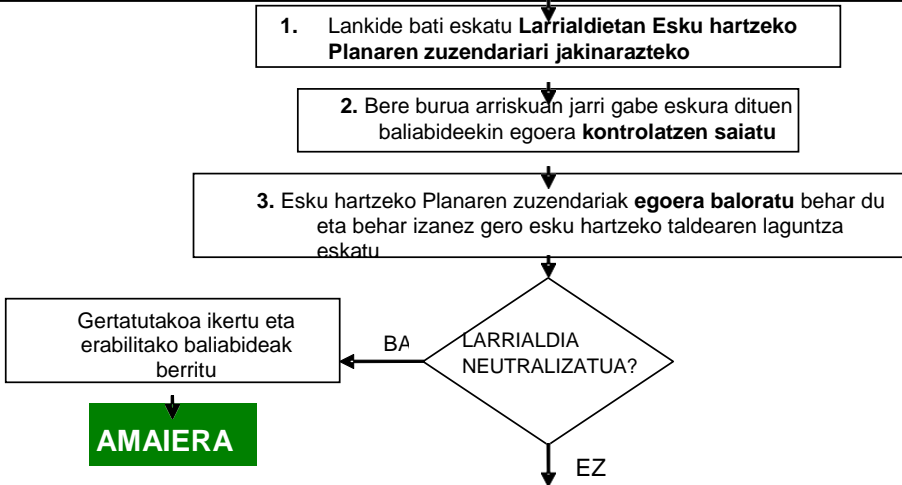 1. Lankide bati eskatu Larrialdietan Esku hartzeko
Planaren zuzendariari jakinarazteko
2. Bere burua arriskuan jarri gabe eskura dituen
baliabideekin egoera kontrolatzen saiatu
3. Esku hartzeko Planaren zuzendariak egoera baloratu behar du
eta behar izanez gero esku hartzeko taldearen laguntza
eskatu
Gertatutakoa ikertu eta
erabilitako baliabideak
berritu
BA
LARRIALDIA
NEUTRALIZATUA?
AMAIERA
EZ